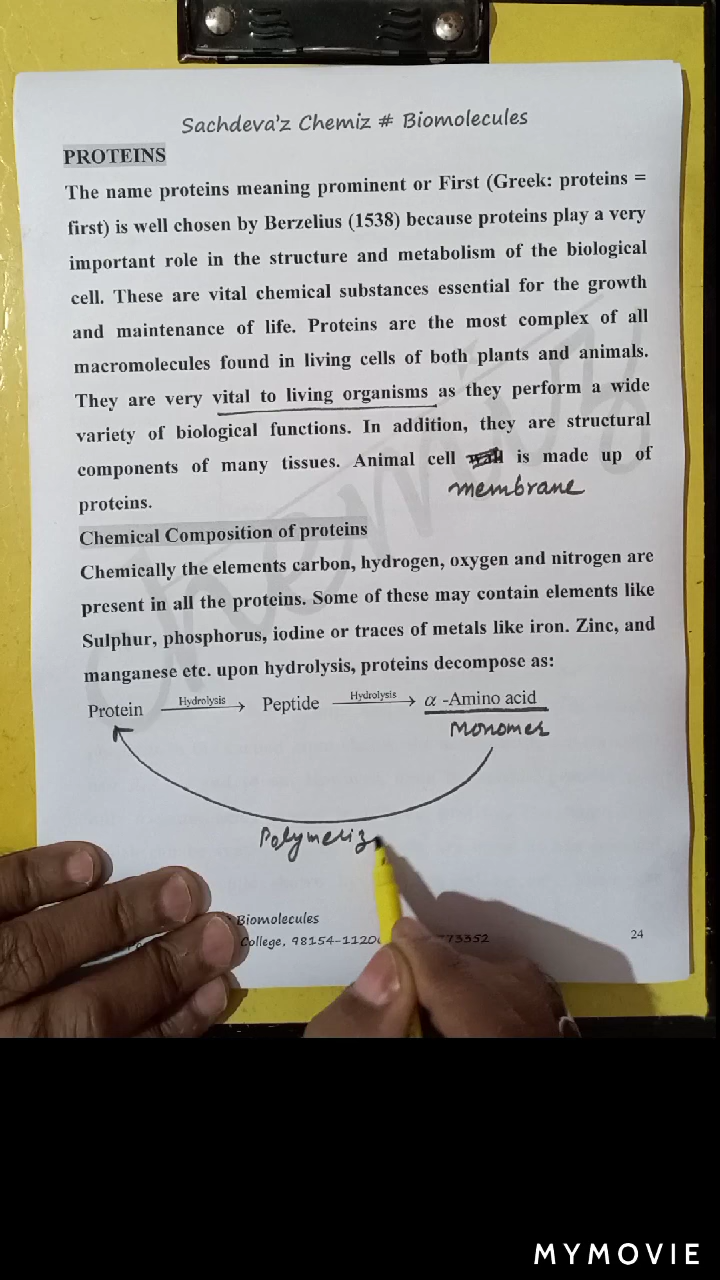 Sachdeva'z Chemiz # Biomolecules
PROTEINS
The name proteins meaning prominent or First (Greek: proteins =
first) is well chosen by Berzelius (1538) because proteins play a very
important role in the structure and metabolism of the biological
cell. These are vital chemical substances essential for the growth
and maintenance of life. Proteins are the most complex of all
macromolecules found in living cells of both plants and animals.
They are very vital to living organisms as they perform a wide
variety of biological functions. In addition, they are structural
components of many tissues. Animal cell is made up of
membrane
proteins.
Chemical Composition of proteins
Chemically the elements carbon, hydrogen, oxygen and nitrogen are
present in all the proteins. Some of these may contain elements like
Sulphur, phosphorus, iodine or traces of metals like iron. Zinc, and
manganese etc. upon hydrolysis, proteins decompose as:
Protein Hydrolysis → Peptide Hydrolysis → α -Amino acid
Monomer
Polymeriz
Biomolecules
College, 98154-1120 73352
24
Chemiz
MYMOVIE